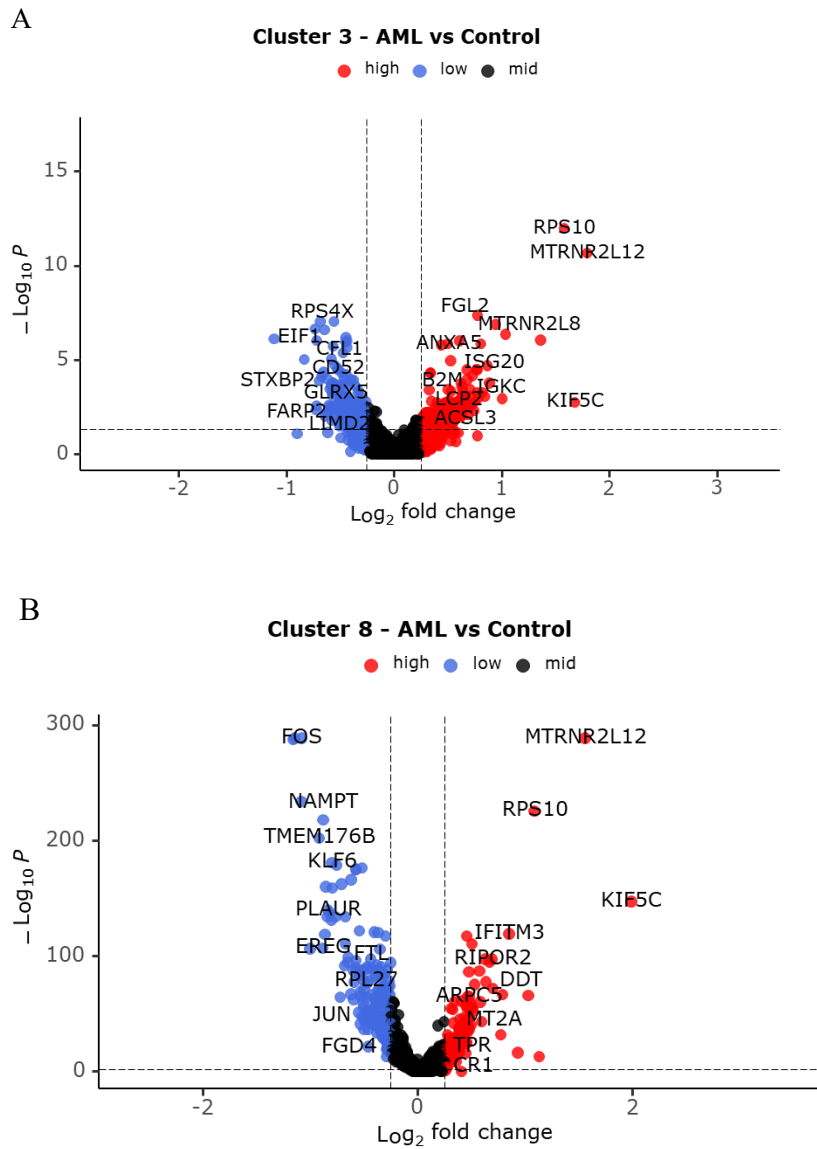 A
Cluster 3 - AML vs Control
high low mid
15
RPS10
MTRNR2L12
10
− Log10 P
FGL2
RPS4X
MTRNR2L8
EIF1
ANXA5
CFL1
5
ISG20
CD52
STXBP2
B2M
IGKC
GLRX5
LCP2
KIF5C
FARP2
ACSL3
LIMD2
0
-2 -1 0 1 2 3
Log2 fold change
B
Cluster 8 - AML vs Control
high low mid
300
FOS MTRNR2L12
NAMPT
RPS10
TMEM176B
200
KLF6
KIF5C
− Log10 P
PLAUR
IFITM3
EREG
FTL
RIPOR2
100
RPL27 DDT
ARPC5
JUN MT2A
FGD4 TPR
CR1
0
-2 0 2
Log2 fold change